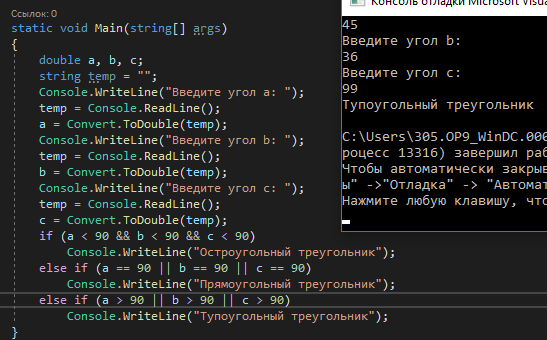 Ссылок: 0
static void Main(string[] args)
{
double a, b, c;
string temp = "";
Console.WriteLine("Введите угол a: ");
temp = Console.ReadLine();
a = Convert.ToDouble(temp);
Console.WriteLine("Введите угол b: ");
temp = Console.ReadLine();
b = Convert.ToDouble(temp);
Console.WriteLine("Введите угол c: ");
temp = Console.ReadLine();
c = Convert.ToDouble(temp);
if (a < 90 && b < 90 && c < 90)
Console.WriteLine("Остроугольный треугольник");
else if (a == 90 || b == 90 || c == 90)
Console.WriteLine("Прямоугольный треугольник");
else if (a > 90 || b > 90 || c > 90)
Console.WriteLine("Тупоугольный треугольник");
}
Консоль отладки Microsoft Visua
45
Введите угол b:
36
Введите угол c:
99
Тупоугольный треугольник
C:\Users\305.OP9_WinDC.000
роцесс 13316) завершил раб
Чтобы автоматически закрыв
ы" ->"Отладка" -> "Автомат
Нажмите любую клавишу, что